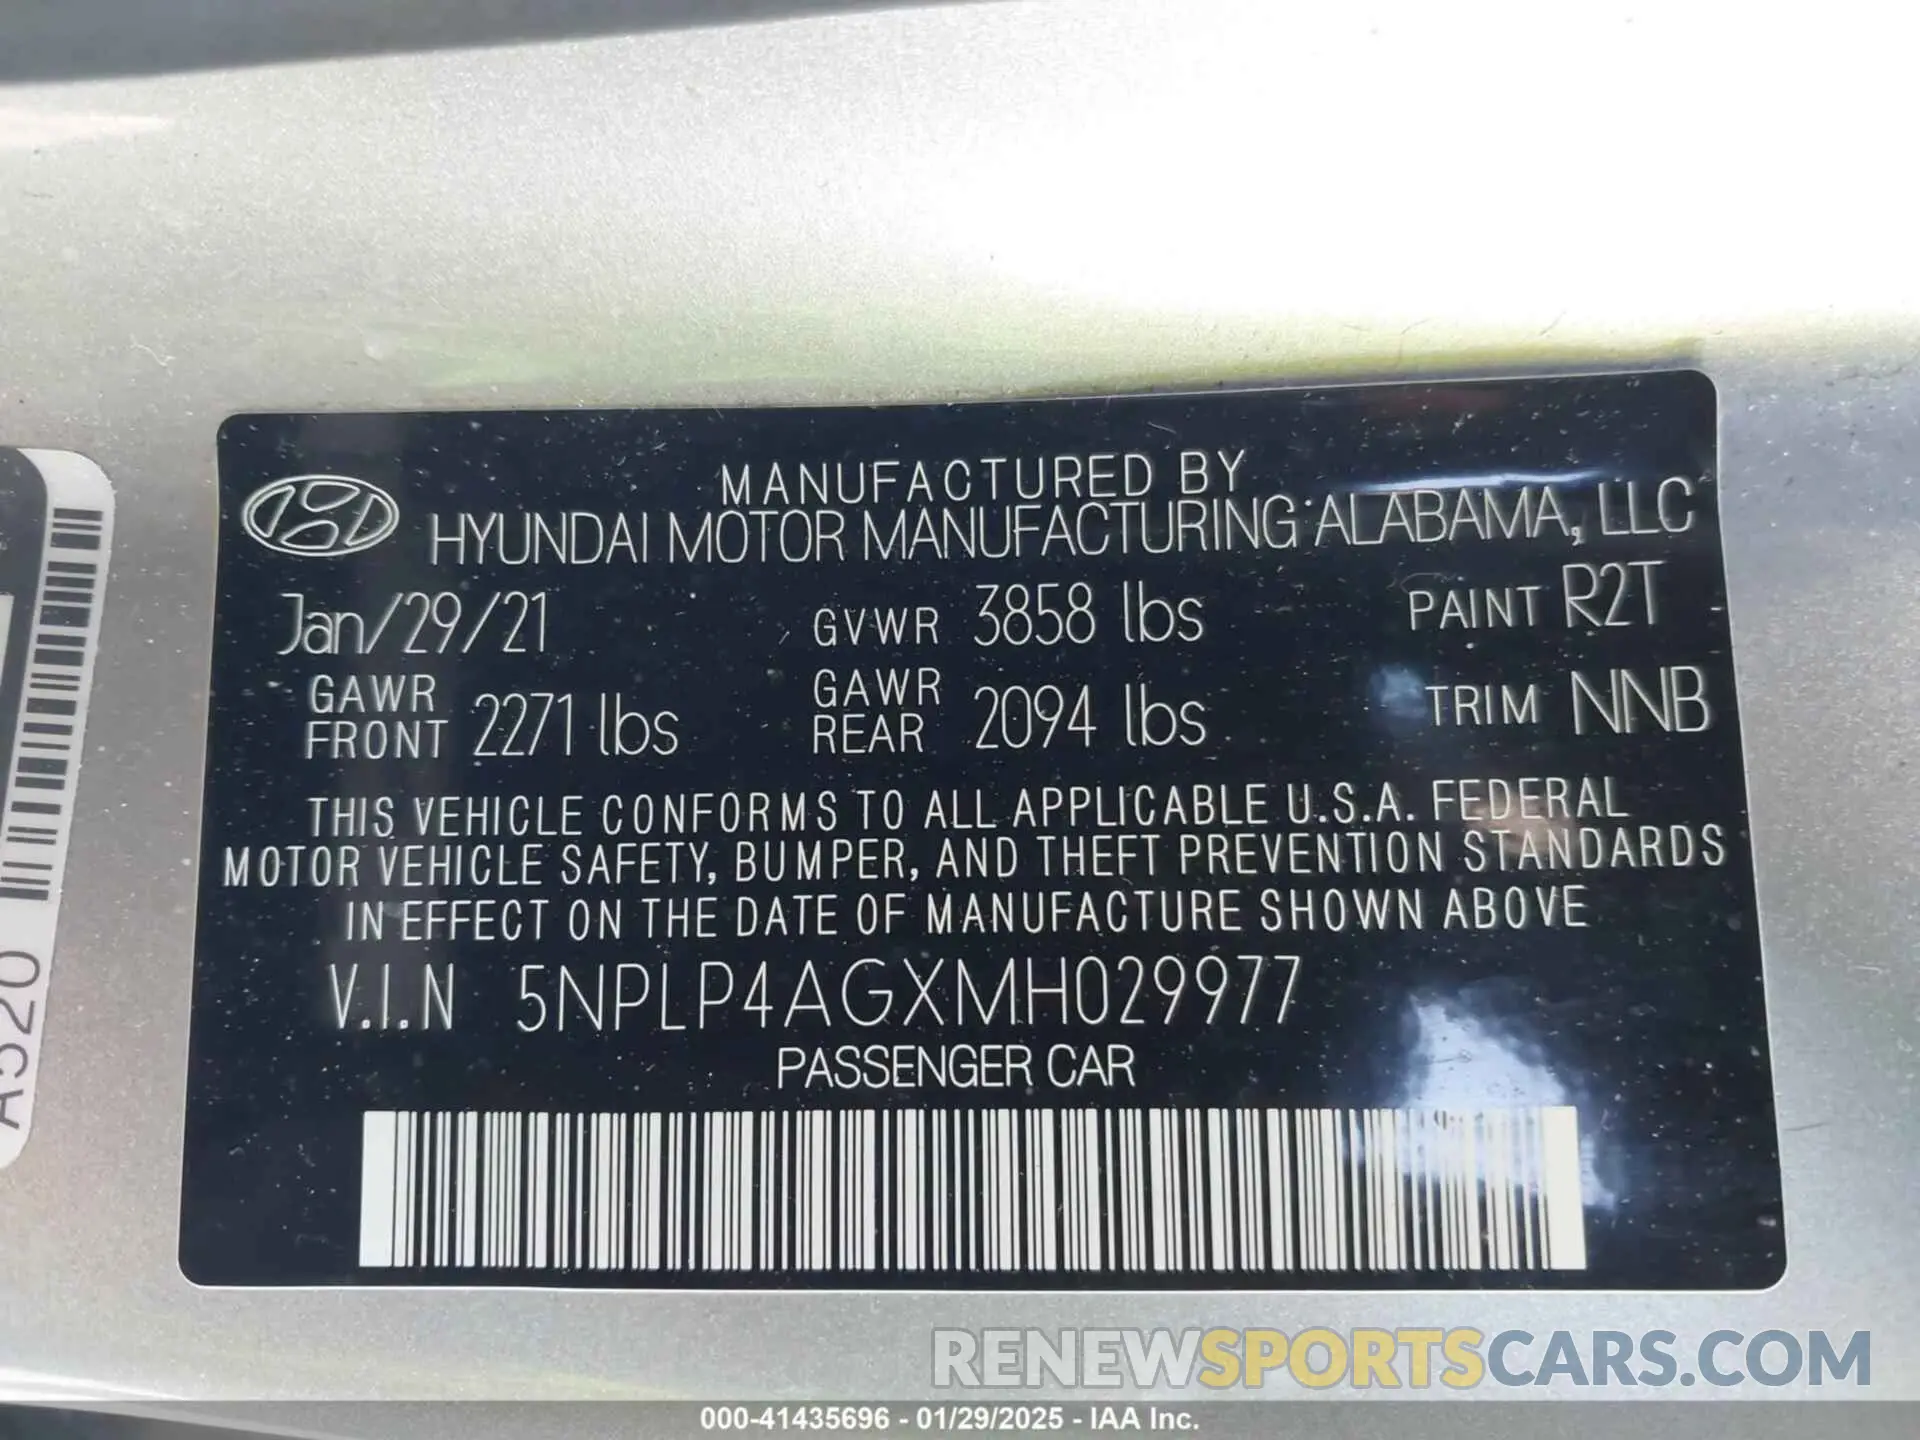 MANUFACTURED BY
HYUNDAI MOTOR MANUFACTURING ALABAMA, LLC
Jan/29/21 GVWR 3858 lbs PAINT R2T
GAWR FRONT 2271 lbs GAWR REAR 2094 lbs TRIM NNB
THIS VEHICLE CONFORMS TO ALL APPLICABLE U.S.A. FEDERAL
MOTOR VEHICLE SAFETY, BUMPER, AND THEFT PREVENTION STANDARDS
IN EFFECT ON THE DATE OF MANUFACTURE SHOWN ABOVE
V.I.N 5NPLP4AGXMH029977
PASSENGER CAR
A520
RENEWSPORTSCARS.COM
000-41435696 - 01/29/2025 - IAA Inc.